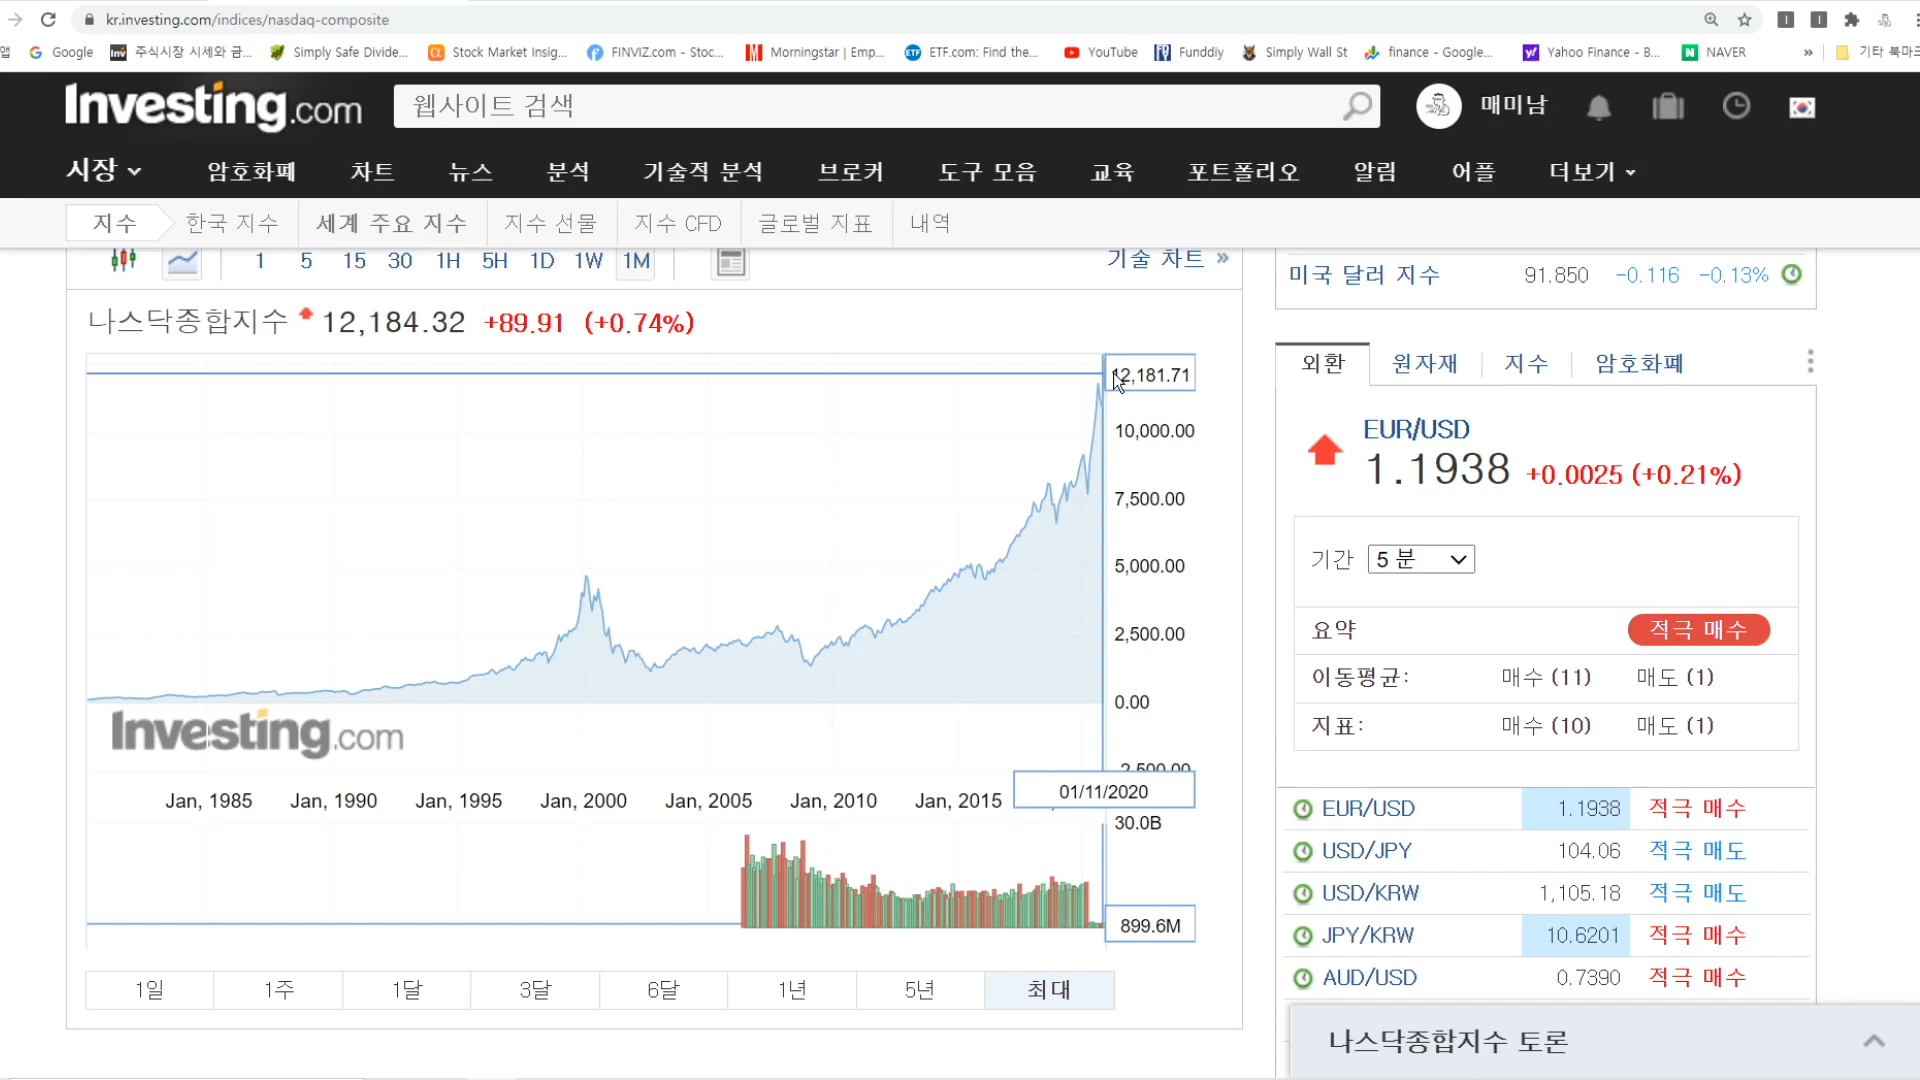 kr.investing.com/indices/nasdaq-composite
앱 Google 주식시장 시세와 금... Simply Safe Divide... Stock Market Insig... FINVIZ.com - Stoc... Morningstar | Emp... ETF.com: Find the... YouTube Funddiy Simply Wall St finance - Google... Yahoo Finance - B... NAVER » 기타 북마크
Investing.com 웹사이트 검색 매미남
시장 암호화폐 차트 뉴스 분석 기술적 분석 브로커 도구 모음 교육 포트폴리오 알림 어플 더보기
지수 한국 지수 세계 주요 지수 지수 선물 지수 CFD 글로벌 지표 내역
1 5 15 30 1H 5H 1D 1W 1M 기술 차트 »
미국 달러 지수 91.850 -0.116 -0.13%
나스닥종합지수 12,184.32 +89.91 (+0.74%)
12,181.71
10,000.00
7,500.00
5,000.00
2,500.00
0.00
Investing.com
-2,500.00
Jan, 1985 Jan, 1990 Jan, 1995 Jan, 2000 Jan, 2005 Jan, 2010 Jan, 2015 01/11/2020
30.0B
899.6M
1일 1주 1달 3달 6달 1년 5년 최대
외환 원자재 지수 암호화폐
EUR/USD
1.1938 +0.0025 (+0.21%)
기간 5 분
요약 적극 매수
이동평균: 매수 (11) 매도 (1)
지표: 매수 (10) 매도 (1)
EUR/USD 1.1938 적극 매수
USD/JPY 104.06 적극 매도
USD/KRW 1,105.18 적극 매도
JPY/KRW 10.6201 적극 매수
AUD/USD 0.7390 적극 매수
나스닥종합지수 토론